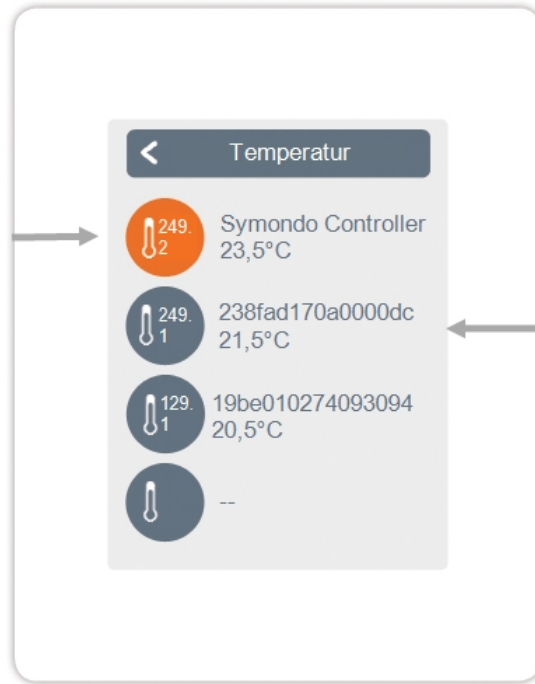 Temperatur
249.
2
Symondo Controller
23,5°C
249.
1
238fad170a0000dc
21,5°C
129.
1
19be010274093094
20,5°C
--